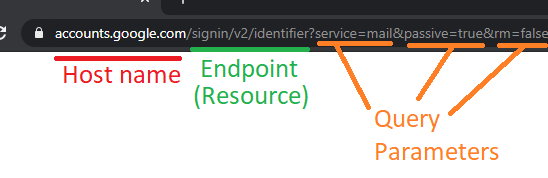 accounts.google.com/signin/v2/identifier?service=mail&passive=true&rm=false
Host name
Endpoint
(Resource)
Query
Parameters